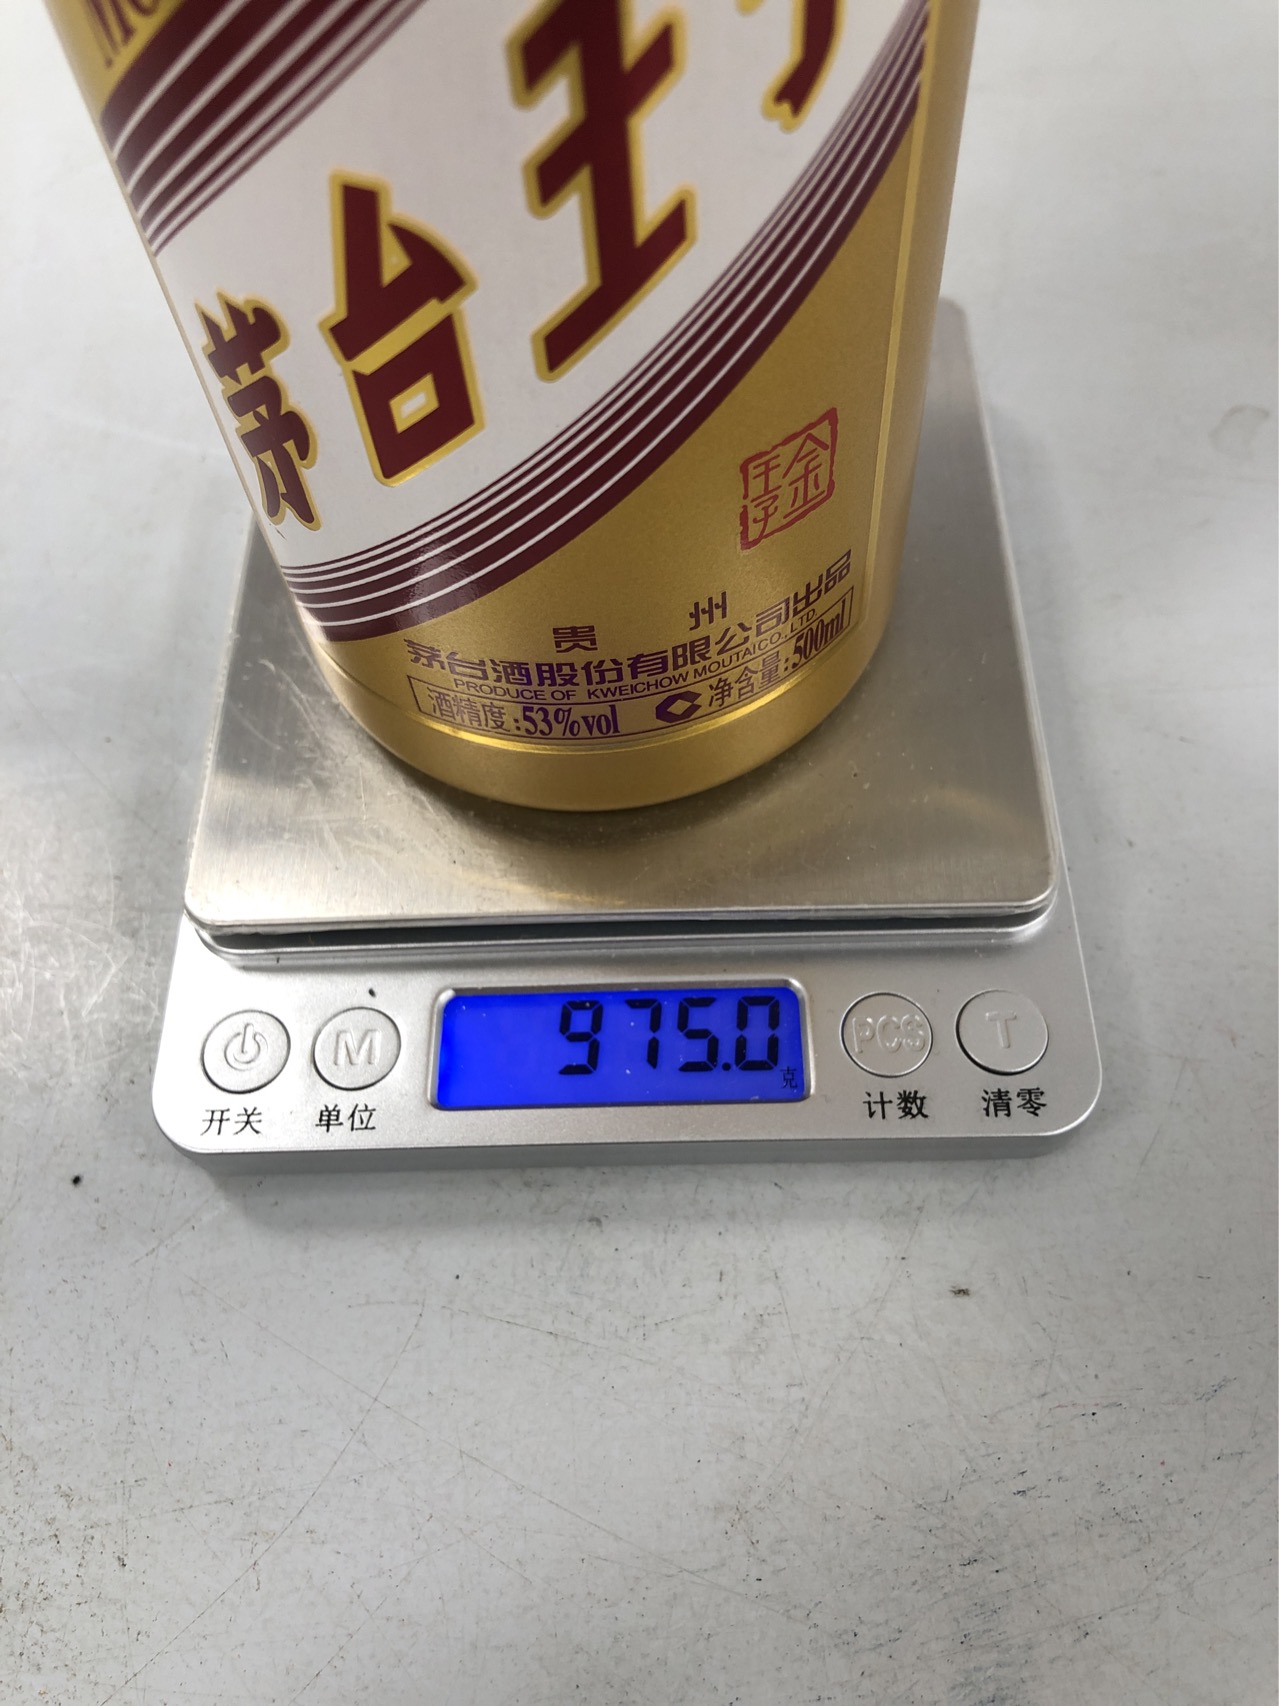 茅台王
金王子
贵 州
茅台酒股份有限公司出品
PRODUCE OF KWEICHOW MOUTAI CO., LTD.
酒精度:53%vol 净含量:500ml
975.0
克
M PCS T
开关 单位 计数 清零